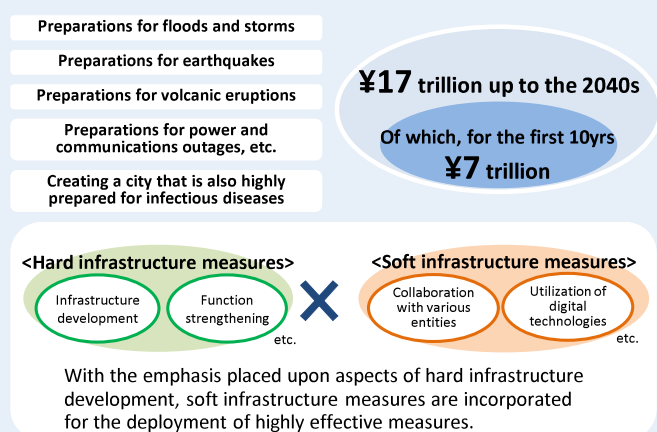 Preparations for floods and storms
Preparations for earthquakes
Preparations for volcanic eruptions
Preparations for power and
communications outages, etc.
Creating a city that is also highly
prepared for infectious diseases
¥17 trillion up to the 2040s
Of which, for the first 10yrs
¥7 trillion
<Hard infrastructure measures>
Infrastructure
development
Function
strengthening
etc.
<Soft infrastructure measures>
Collaboration
with various
entities
Utilization of
digital
technologies
etc.
With the emphasis placed upon aspects of hard infrastructure
development, soft infrastructure measures are incorporated
for the deployment of highly effective measures.